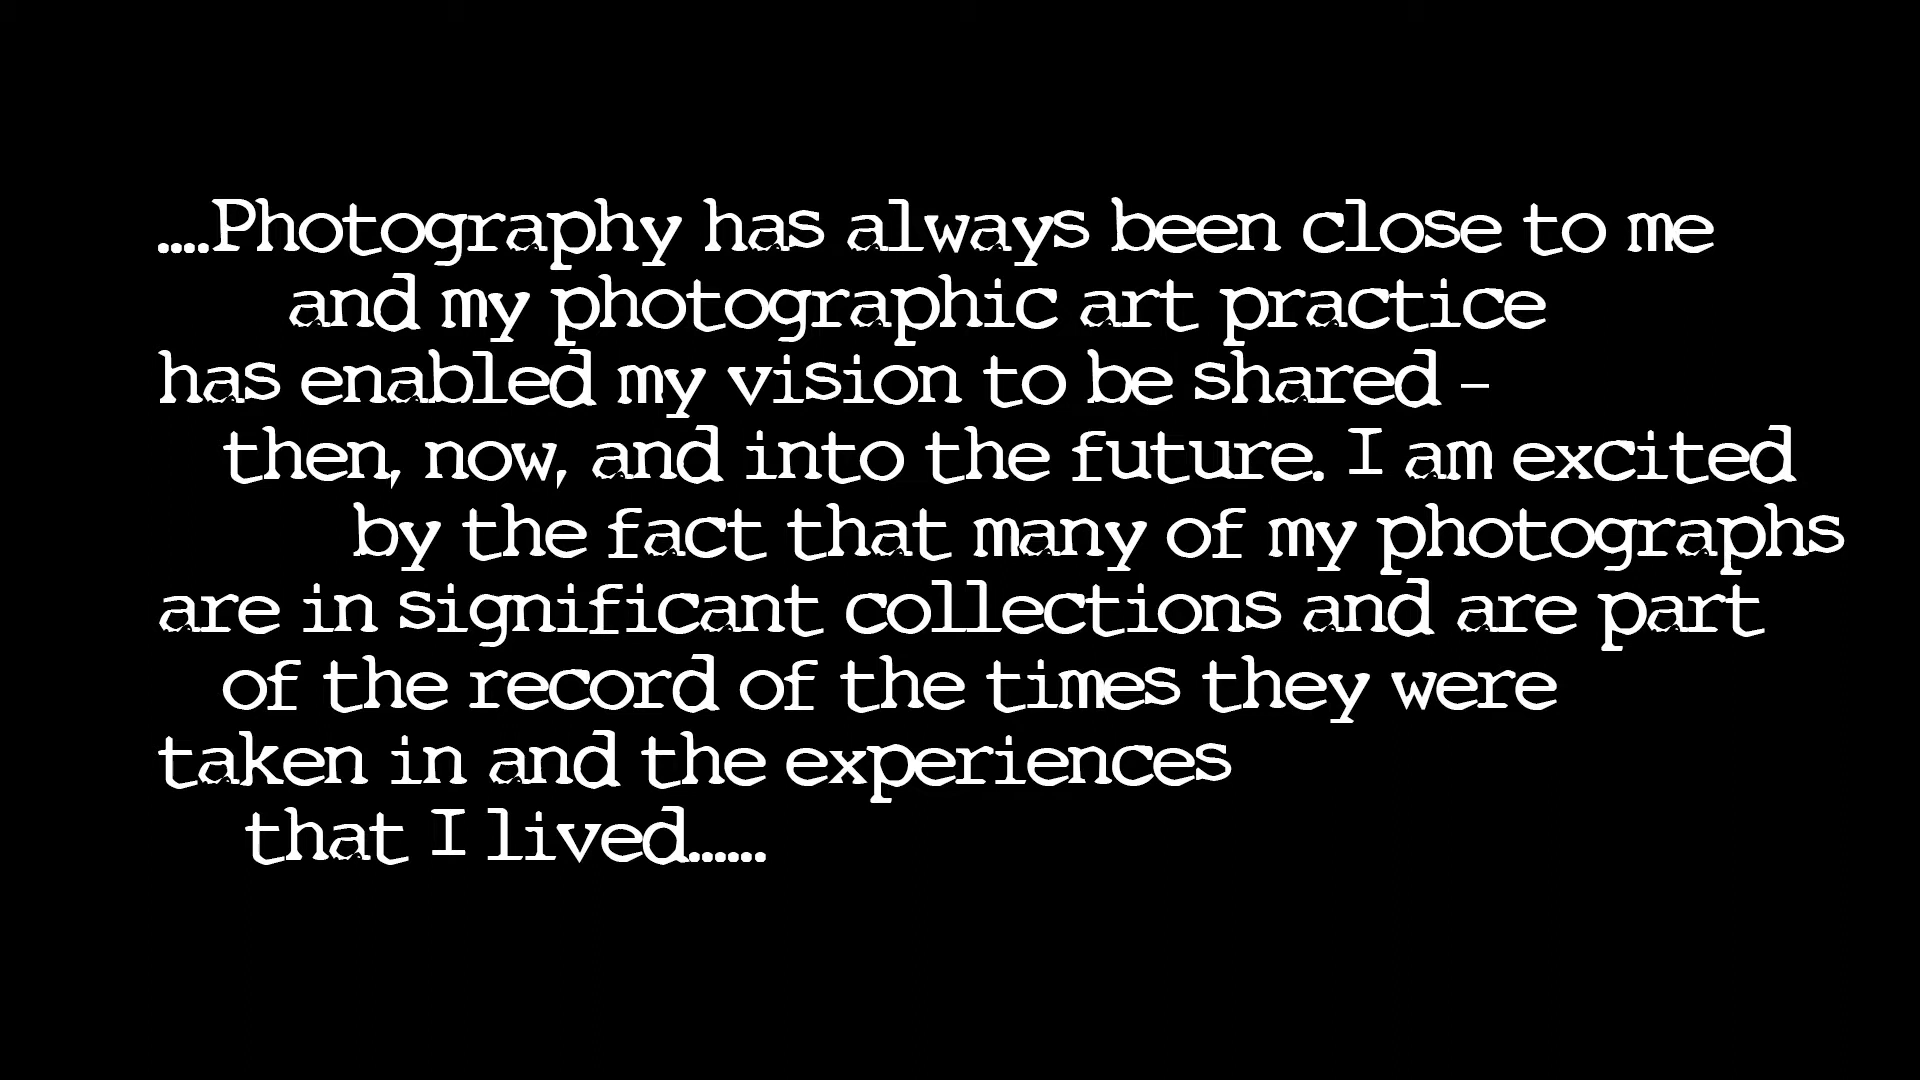 ....Photography has always been close to me
and my photographic art practice
has enabled my vision to be shared –
then, now, and into the future. I am excited
by the fact that many of my photographs
are in significant collections and are part
of the record of the times they were
taken in and the experiences
that I lived......